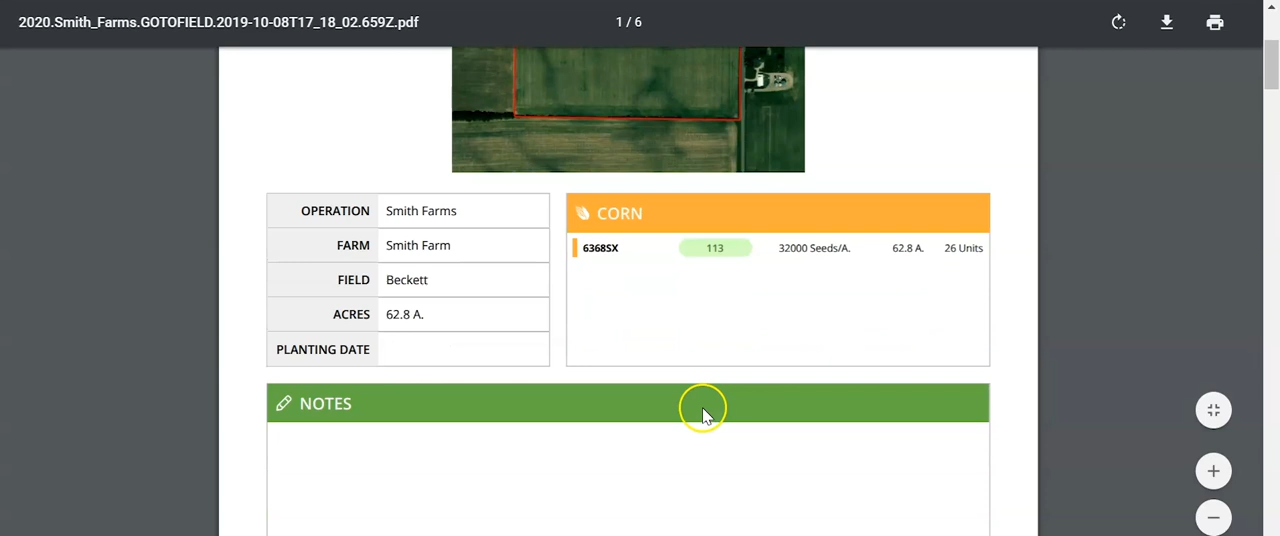 2020.Smith_Farms.GOTOFIELD.2019-10-08T17_18_02.659Z.pdf 1 / 6
OPERATION Smith Farms
FARM Smith Farm
FIELD Beckett
ACRES 62.8 A.
PLANTING DATE
CORN
6368SX 113 32000 Seeds/A. 62.8 A. 26 Units
NOTES